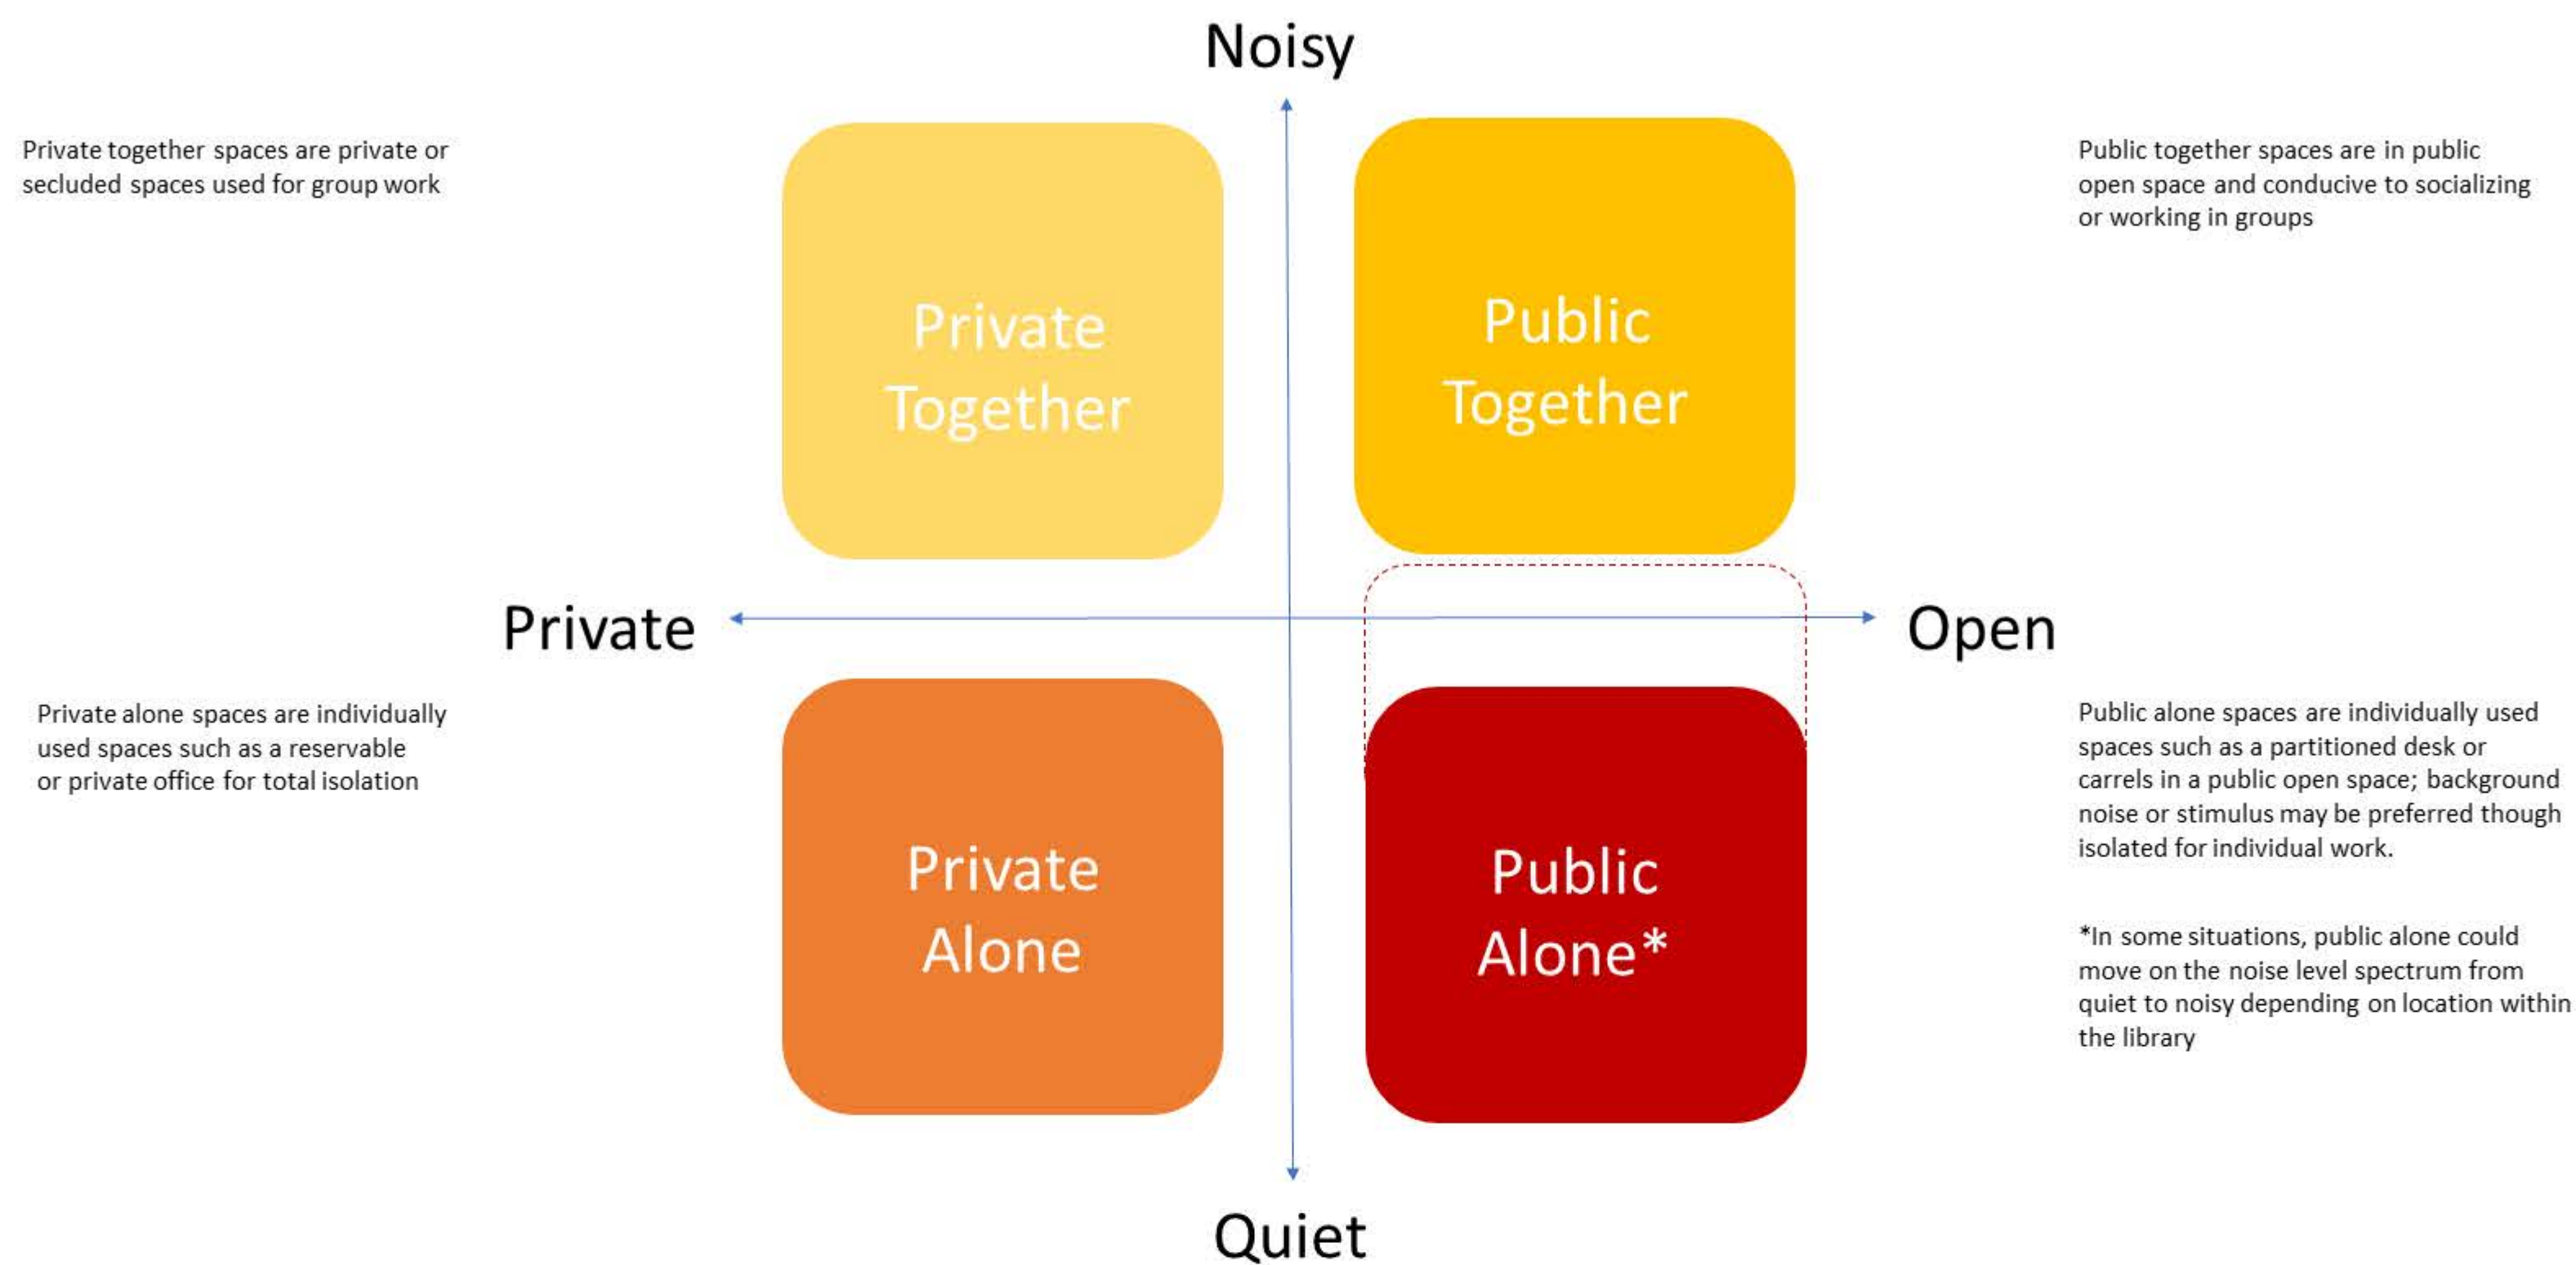 Noisy
Private together spaces are private or
secluded spaces used for group work
Private
Together
Public
Together
Public together spaces are in public
open space and conducive to socializing
or working in groups
Private
Open
Private alone spaces are individually
used spaces such as a reservable
or private office for total isolation
Private
Alone
Public
Alone*
Public alone spaces are individually used
spaces such as a partitioned desk or
carrels in a public open space; background
noise or stimulus may be preferred though
isolated for individual work.
*In some situations, public alone could
move on the noise level spectrum from
quiet to noisy depending on location within
the library
Quiet